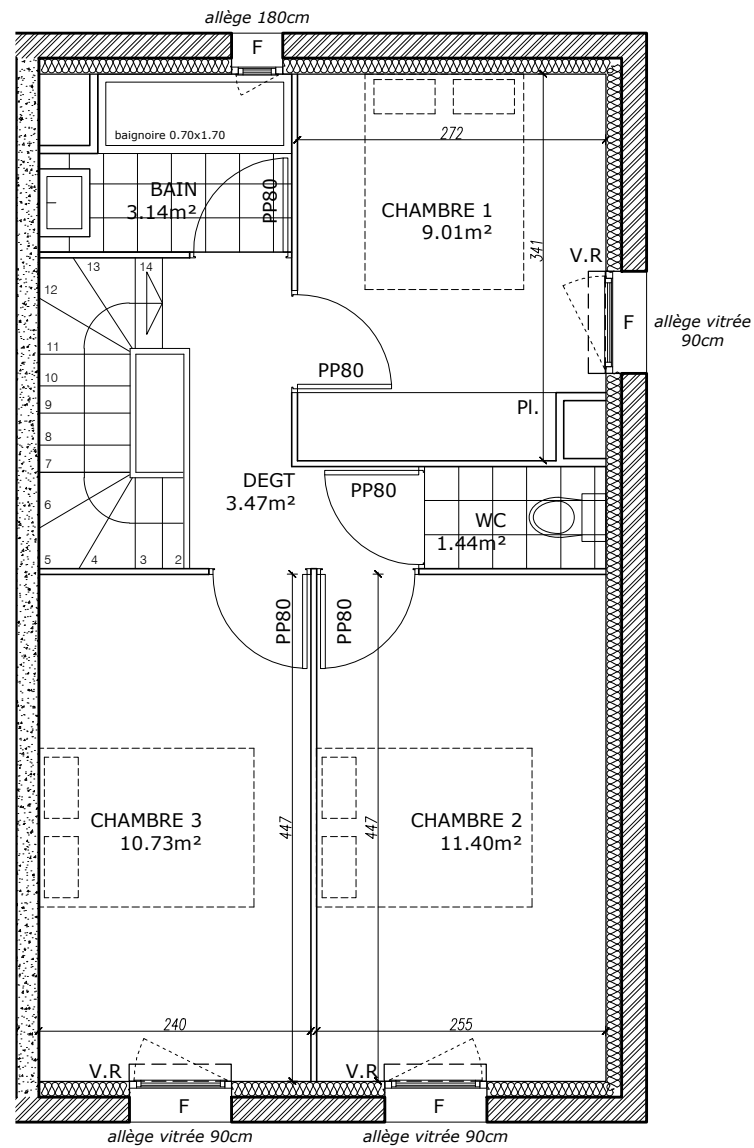 allège 180cm
F
baignoire 0.70x1.70
272
BAIN
3.14m²
PP80
CHAMBRE 1
9.01m²
341
V.R
13
14
12
F
allège vitrée
90cm
11
10
9
8
7
6
5
4
3
2
PP80
Pl.
DEGT
3.47m²
PP80
WC
1.44m²
PP80
PP80
CHAMBRE 3
10.73m²
447
447
CHAMBRE 2
11.40m²
240
255
V.R
V.R
F
F
allège vitrée 90cm
allège vitrée 90cm